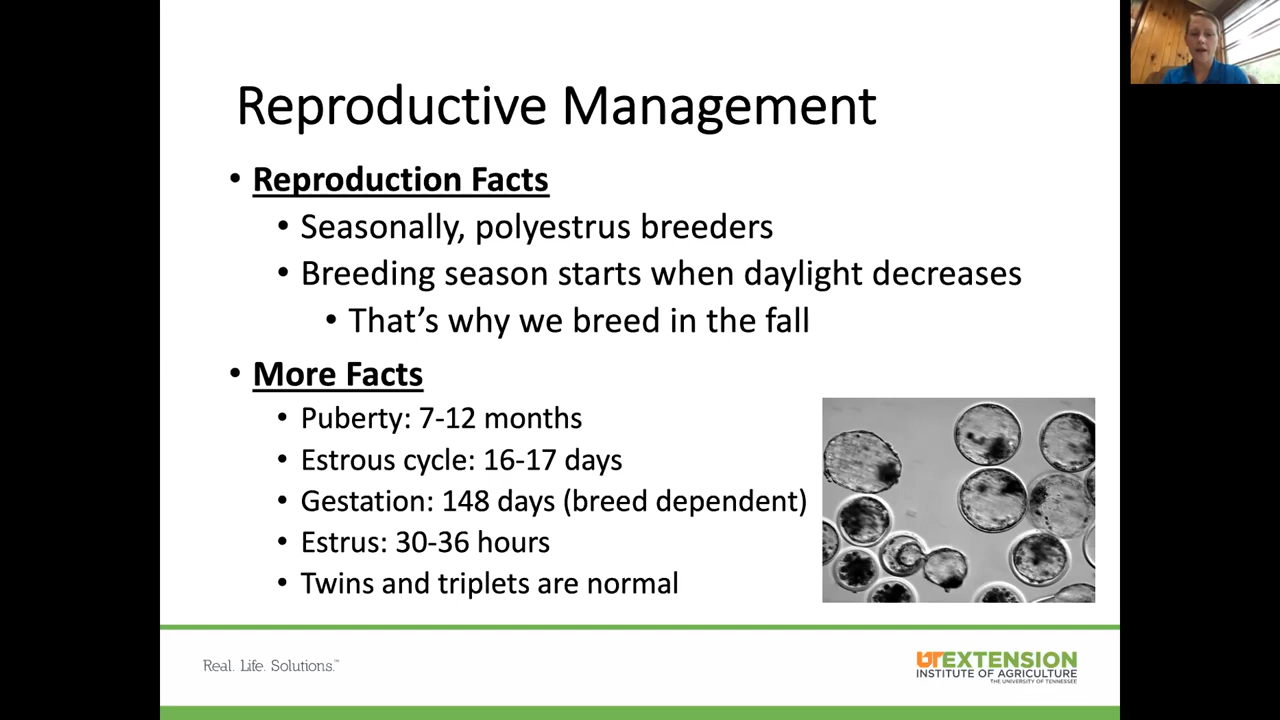 Reproductive Management
• Reproduction Facts
• Seasonally, polyestrus breeders
• Breeding season starts when daylight decreases
• That's why we breed in the fall
• More Facts
• Puberty: 7-12 months
• Estrous cycle: 16-17 days
• Gestation: 148 days (breed dependent)
• Estrus: 30-36 hours
• Twins and triplets are normal
Real. Life. Solutions.™
UT EXTENSION
INSTITUTE OF AGRICULTURE
THE UNIVERSITY OF TENNESSEE